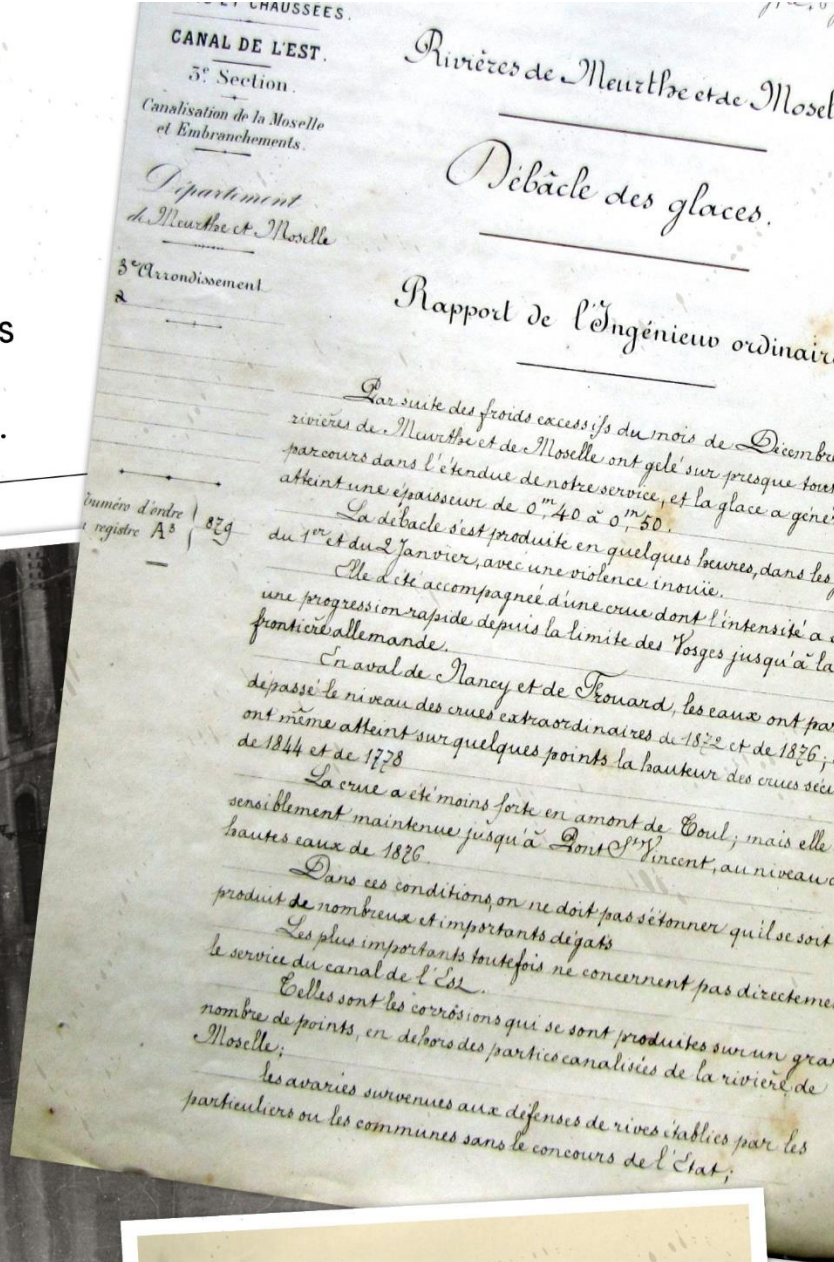 S
.
ET CHAUSSÉES.
CANAL DE L'EST.
3e Section.
Canalisation de la Moselle
et Embranchements.
Département
de Meurthe et Moselle
3e Arrondissement
numéro d'ordre
registre A3 879
Rivières de Meurthe et de Mosel
Débâcle des glaces.
Rapport de l'Ingénieur ordinaire
Par suite des froids excessifs du mois de Décembre
rivières de Meurthe et de Moselle ont gelé sur presque tout
parcours dans l'étendue de notre service, et la glace a géné
atteint une épaisseur de 0,m40 à 0,m50.
La débâcle s'est produite en quelques heures, dans les
du 1er et du 2 Janvier, avec une violence inouïe.
Elle a été accompagnée d'une crue dont l'intensité a
une progression rapide depuis la limite des Vosges jusqu'à la
frontière allemande.
En aval de Nancy et de Frouard, les eaux ont par
dépassé le niveau des crues extraordinaires de 1872 et de 1876;
ont même atteint sur quelques points la hauteur des crues sécu
de 1844 et de 1778
La crue a été moins forte en amont de Toul; mais elle
sensiblement maintenue jusqu'à Pont St Vincent, au niveau
hautes eaux de 1876.
Dans ces conditions, on ne doit pas s'étonner qu'il se soit
produit de nombreux et importants dégats
Les plus importants toutefois ne concernent pas directeme
le service du canal de l'Est.
Telles sont les corrosions qui se sont produites sur un gra
nombre de points, en dehors des parties canalisées de la rivière de
Moselle;
les avaries survenues aux défenses de rives établies par les
particuliers ou les communes sans le concours de l'Etat;